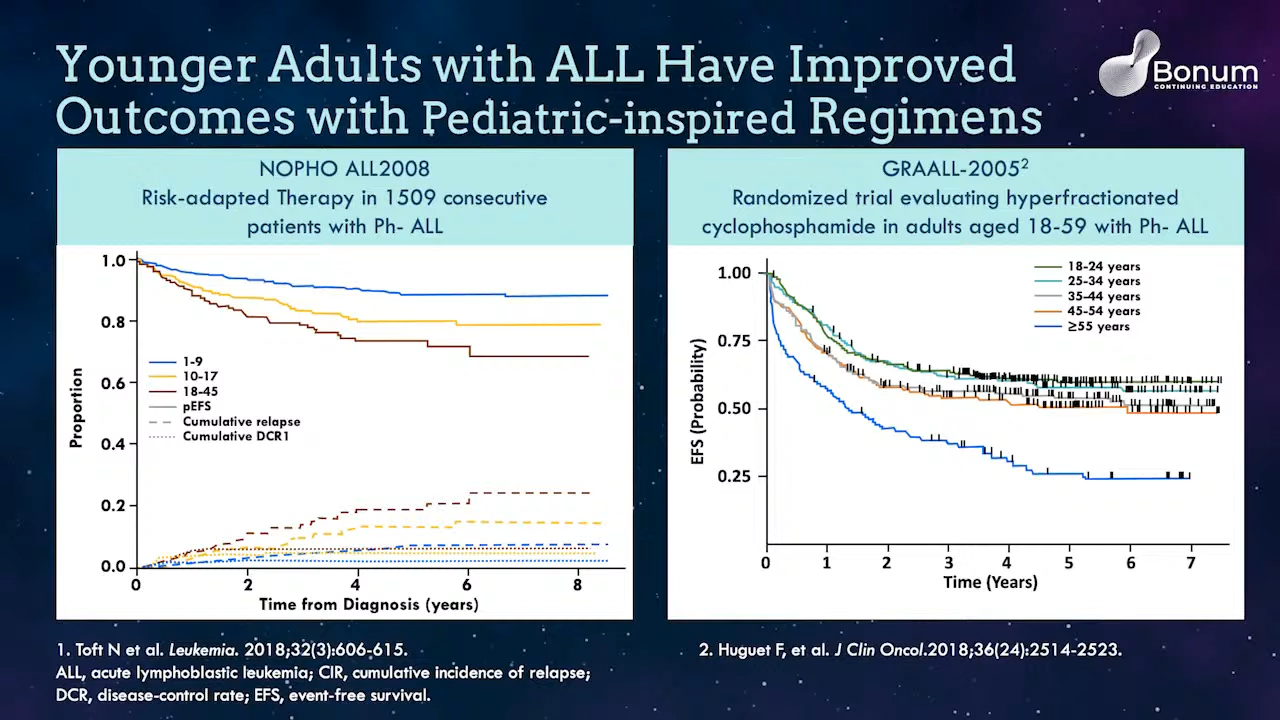 Younger Adults with ALL Have Improved
Outcomes with Pediatric-inspired Regimens
Bonum
CONTINUING EDUCATION
NOPHO ALL2008
Risk-adapted Therapy in 1509 consecutive
patients with Ph- ALL
1.0
0.8
0.6
0.4
0.2
0.0
Proportion
1-9
10-17
18-45
pEFS
Cumulative relapse
Cumulative DCR1
0 2 4 6 8
Time from Diagnosis (years)
GRAALL-2005²
Randomized trial evaluating hyperfractionated
cyclophosphamide in adults aged 18-59 with Ph- ALL
1.00
0.75
0.50
0.25
EFS (Probability)
18-24 years
25-34 years
35-44 years
45-54 years
≥55 years
0 1 2 3 4 5 6 7
Time (Years)
1. Toft N et al. Leukemia. 2018;32(3):606-615.
ALL, acute lymphoblastic leukemia; CIR, cumulative incidence of relapse;
DCR, disease-control rate; EFS, event-free survival.
2. Huguet F, et al. J Clin Oncol.2018;36(24):2514-2523.